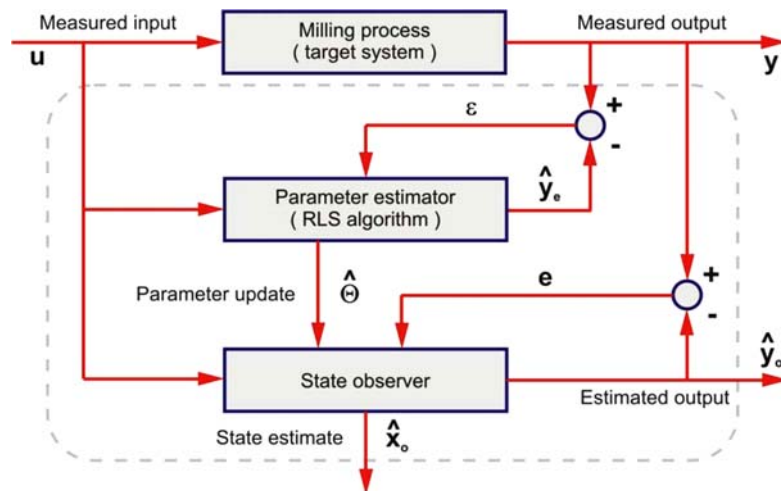 Measured input
Milling process
( target system )
Measured output
u
y
ε
+
-
Parameter estimator
( RLS algorithm )
ŷe
Parameter update
Θ̂
e
+
-
State observer
ŷo
Estimated output
State estimate
x̂o